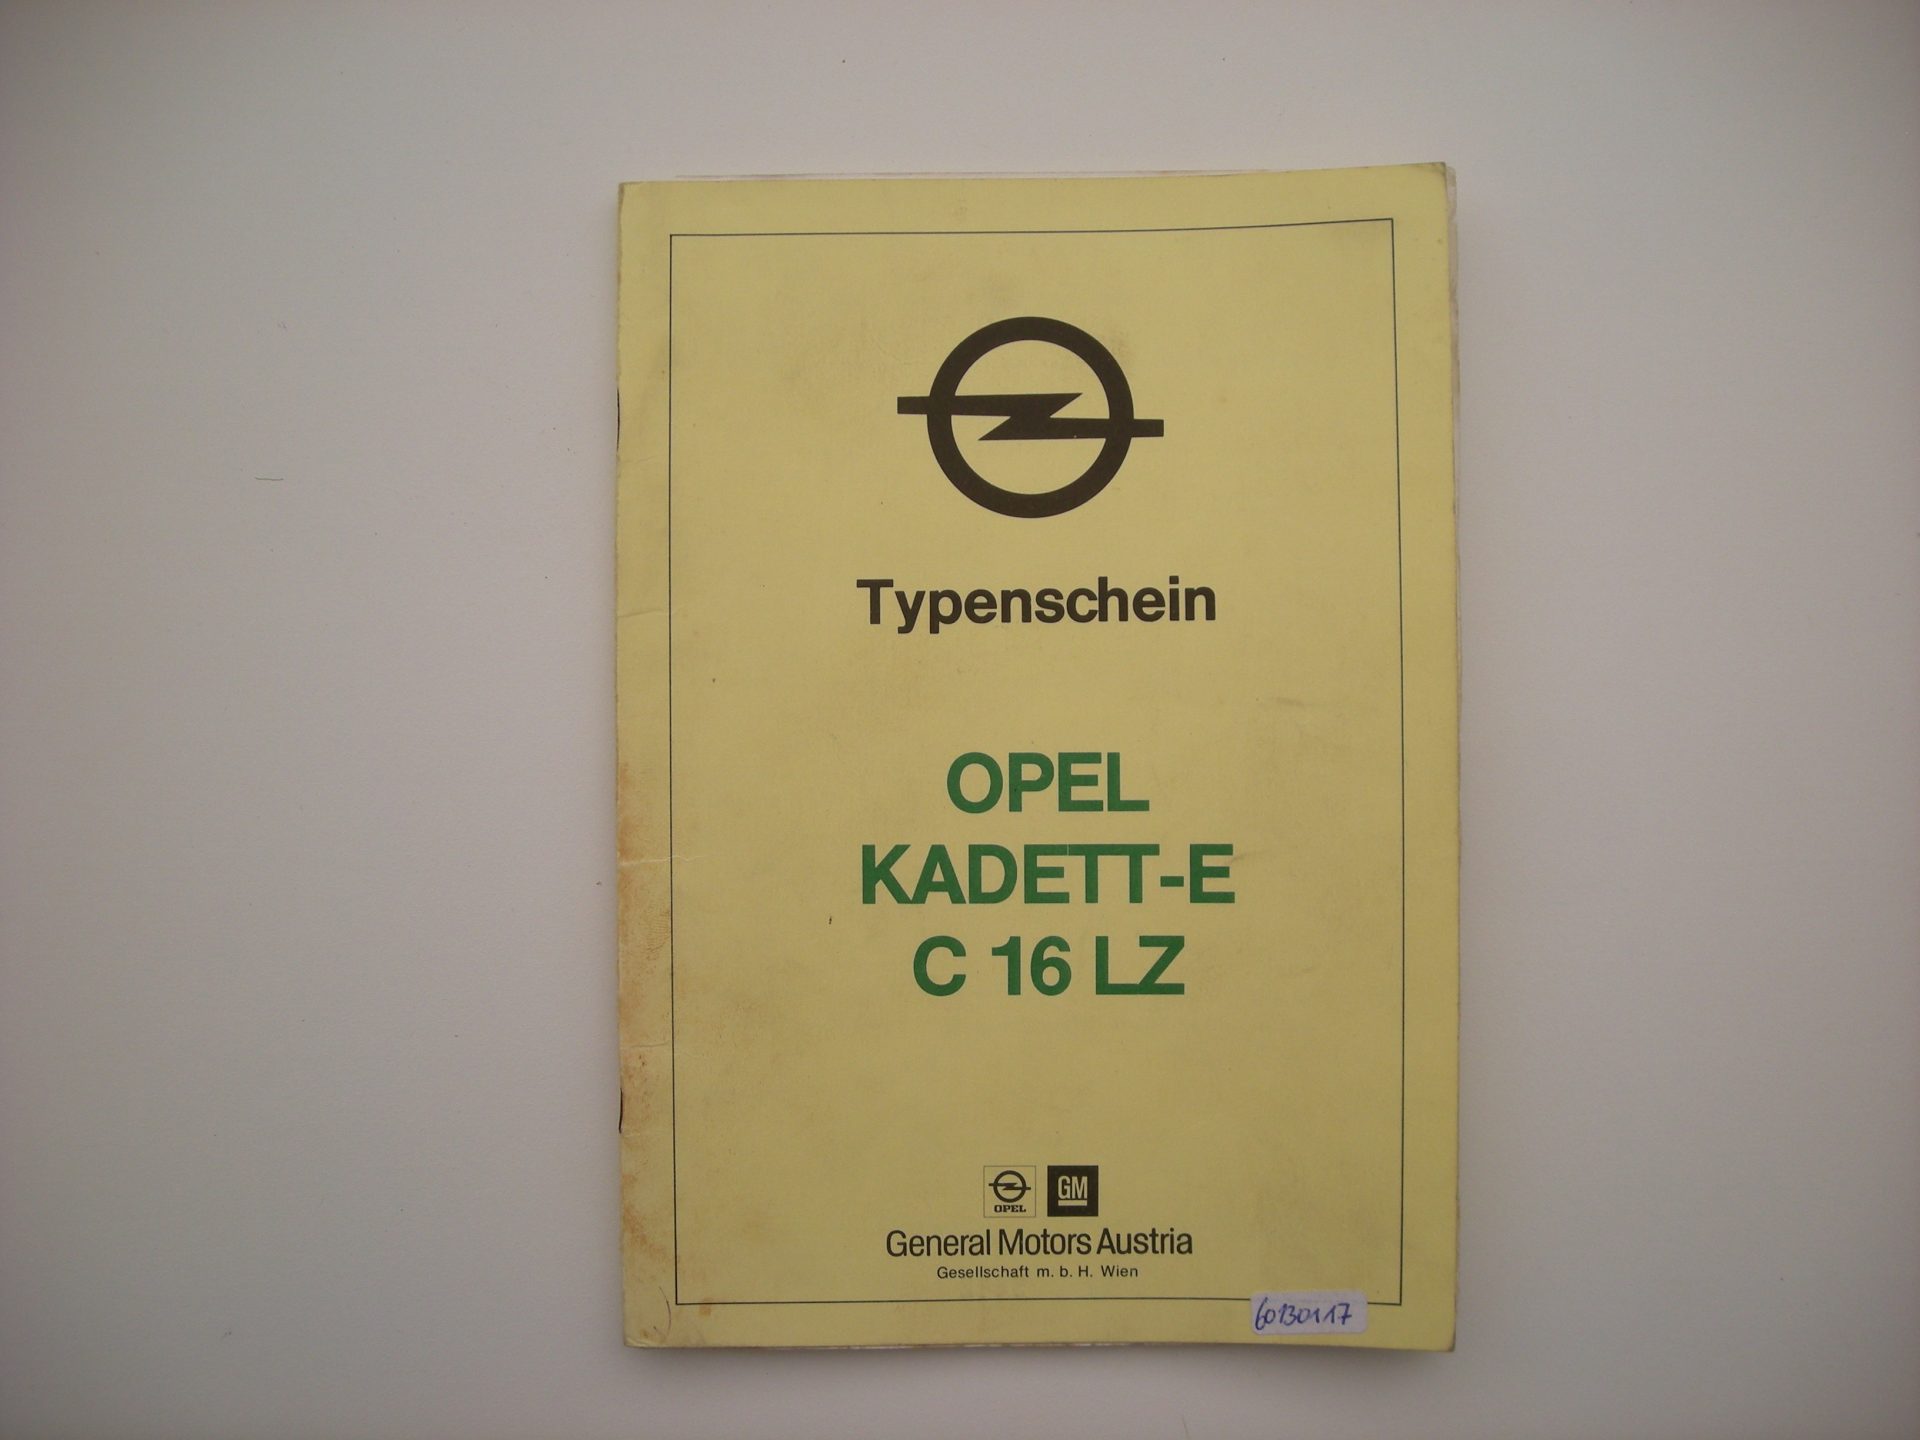 Typenschein
OPEL
KADETT-E
C 16 LZ
OPEL GM
General Motors Austria
Gesellschaft m. b. H. Wien
60130117